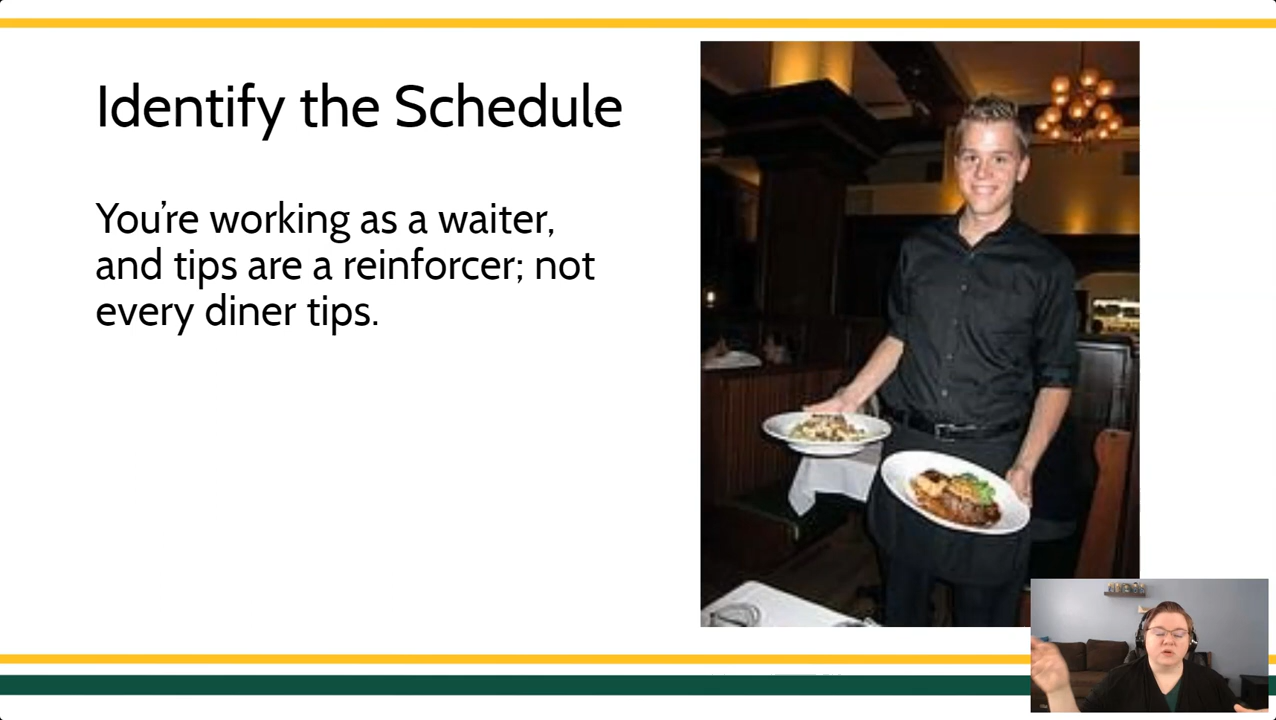 Identify the Schedule
You’re working as a waiter,
and tips are a reinforcer; not
every diner tips.